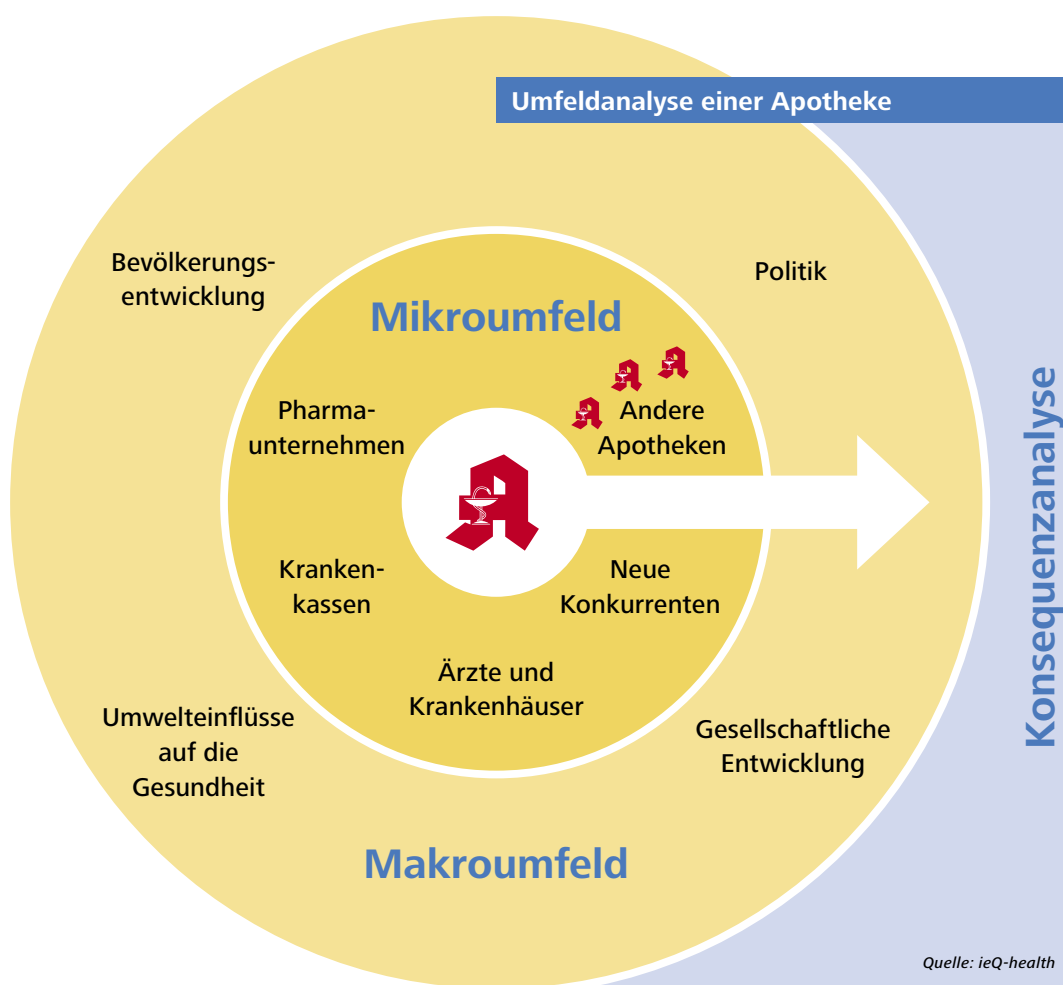 Umfeldanalyse einer Apotheke
Bevölkerungs-
entwicklung
Politik
Mikroumfeld
Pharma-
unternehmen
Andere
Apotheken
Kranken-
kassen
Neue
Konkurrenten
Ärzte und
Krankenhäuser
Umwelteinflüsse
auf die
Gesundheit
Gesellschaftliche
Entwicklung
Makroumfeld
Konsequenzanalyse
Quelle: ieQ-health